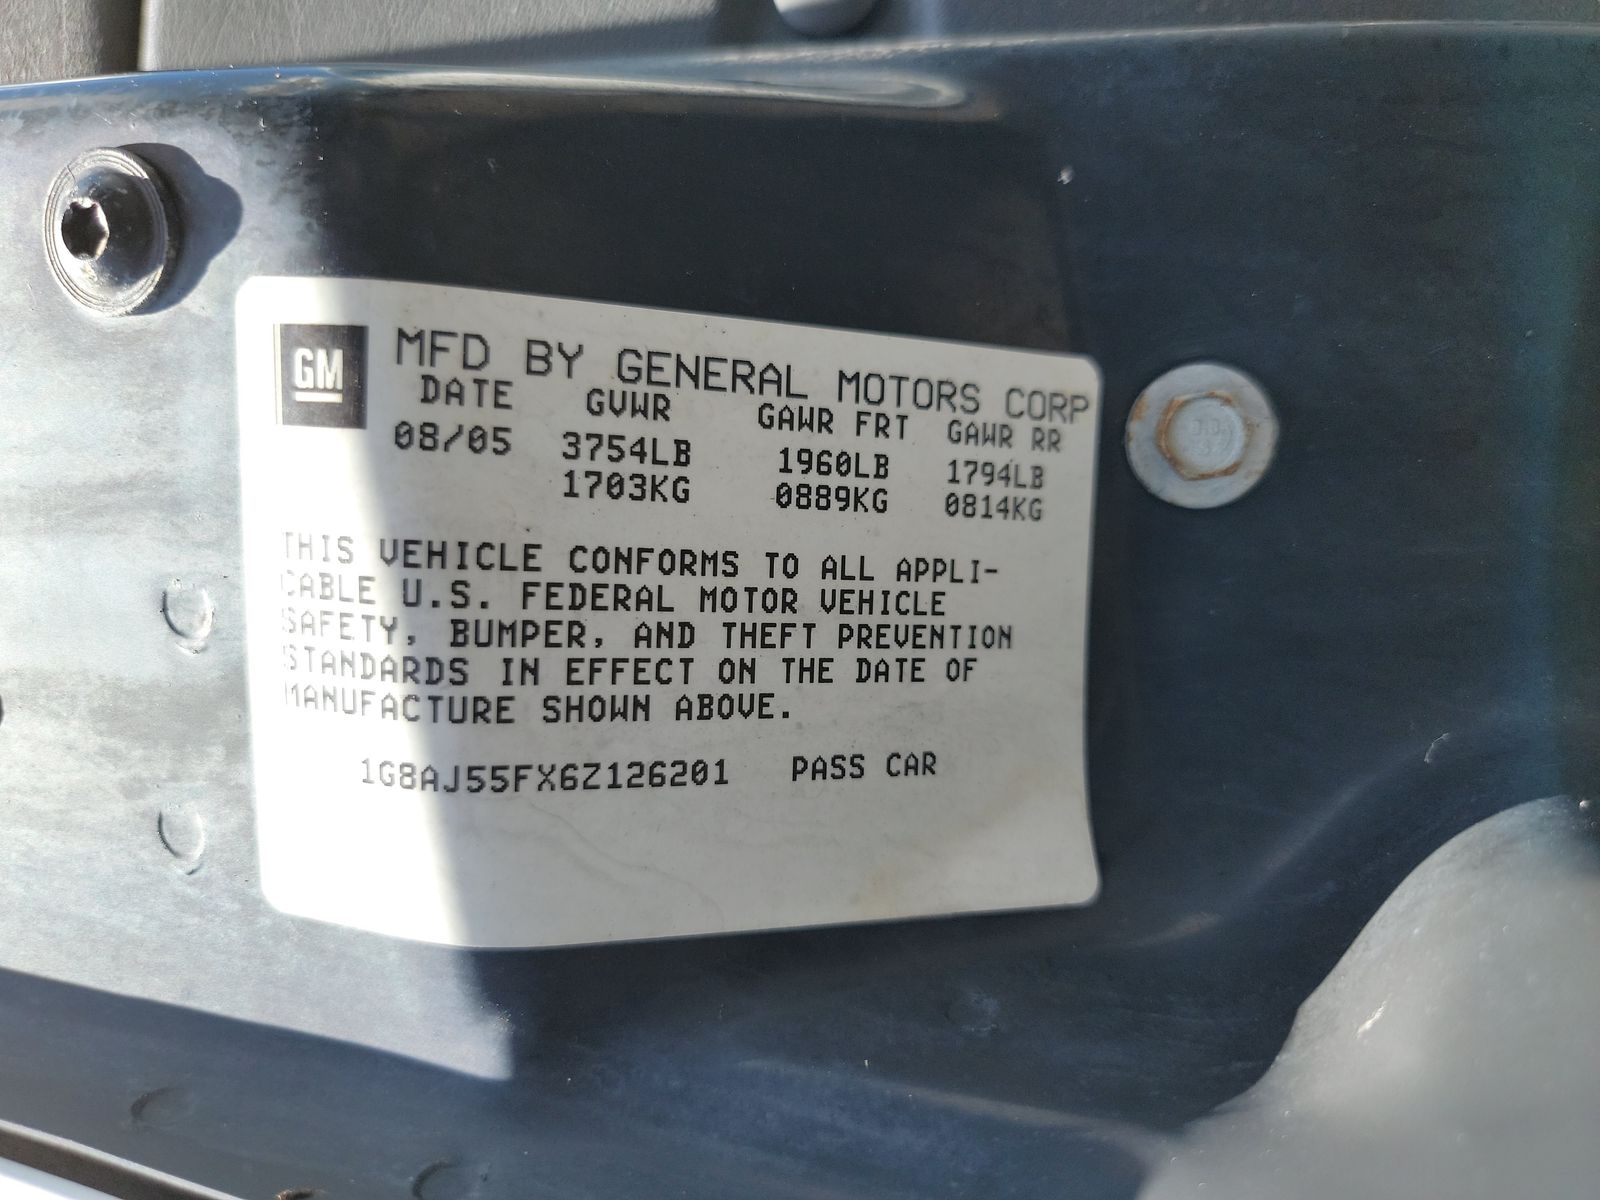 GM
MFD BY GENERAL MOTORS CORP
DATE GVWR GAWR FRT GAWR RR
08/05 3754LB 1960LB 1794LB
1703KG 0889KG 0814KG
THIS VEHICLE CONFORMS TO ALL APPLI-
CABLE U.S. FEDERAL MOTOR VEHICLE
SAFETY, BUMPER, AND THEFT PREVENTION
STANDARDS IN EFFECT ON THE DATE OF
MANUFACTURE SHOWN ABOVE.
1G8AJ55FX6Z126201 PASS CAR